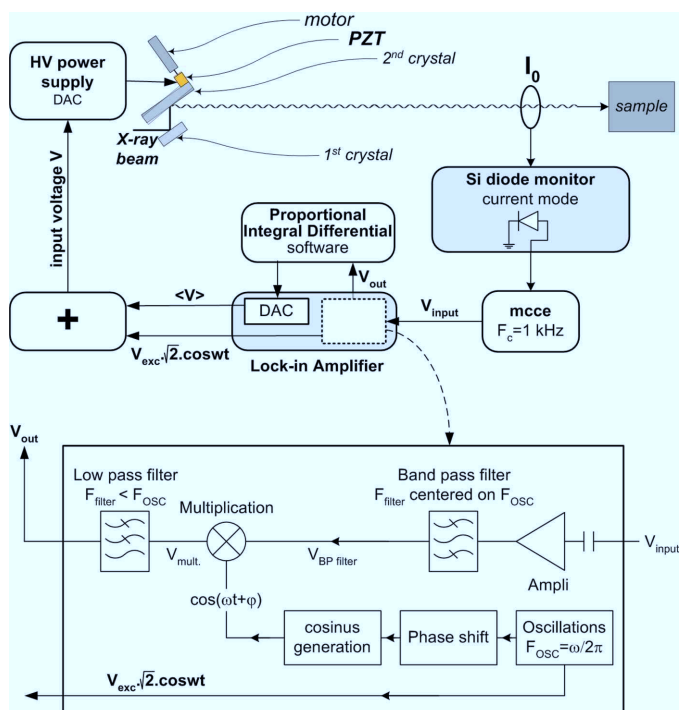 motor
PZT
2nd crystal
HV power
supply
DAC
I0
sample
X-ray
beam
1st crystal
Si diode monitor
current mode
input voltage V
Proportional
Integral Differential
software
Vout
<V>
DAC
Vinput
mcce
Fc=1 kHz
+
Vexc.√2.coswt
Lock-in Amplifier
Vout
Low pass filter
Ffilter < FOSC
Multiplication
Band pass filter
Ffilter centered on FOSC
Vmult.
VBP filter
Vinput
Ampli
cos(ωt+φ)
cosinus
generation
Phase shift
Oscillations
FOSC=ω/2π
Vexc.√2.coswt